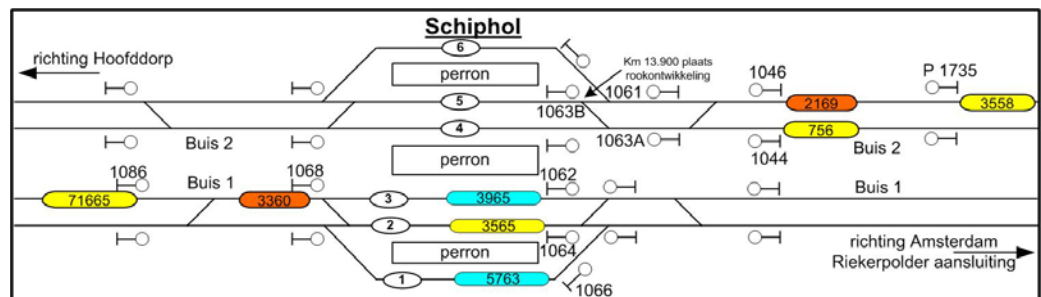 Schiphol
richting Hoofddorp
6
perron
Km 13.900 plaats
rookontwikkeling
1046
P 1735
1061
5
1063B
2169
3558
4
1063A
756
Buis 2
perron
1044
Buis 2
1086
1068
Buis 1
1062
Buis 1
71665
3360
3
3965
2
3565
perron
1064
richting Amsterdam
Riekerpolder aansluiting
1
5763
1066